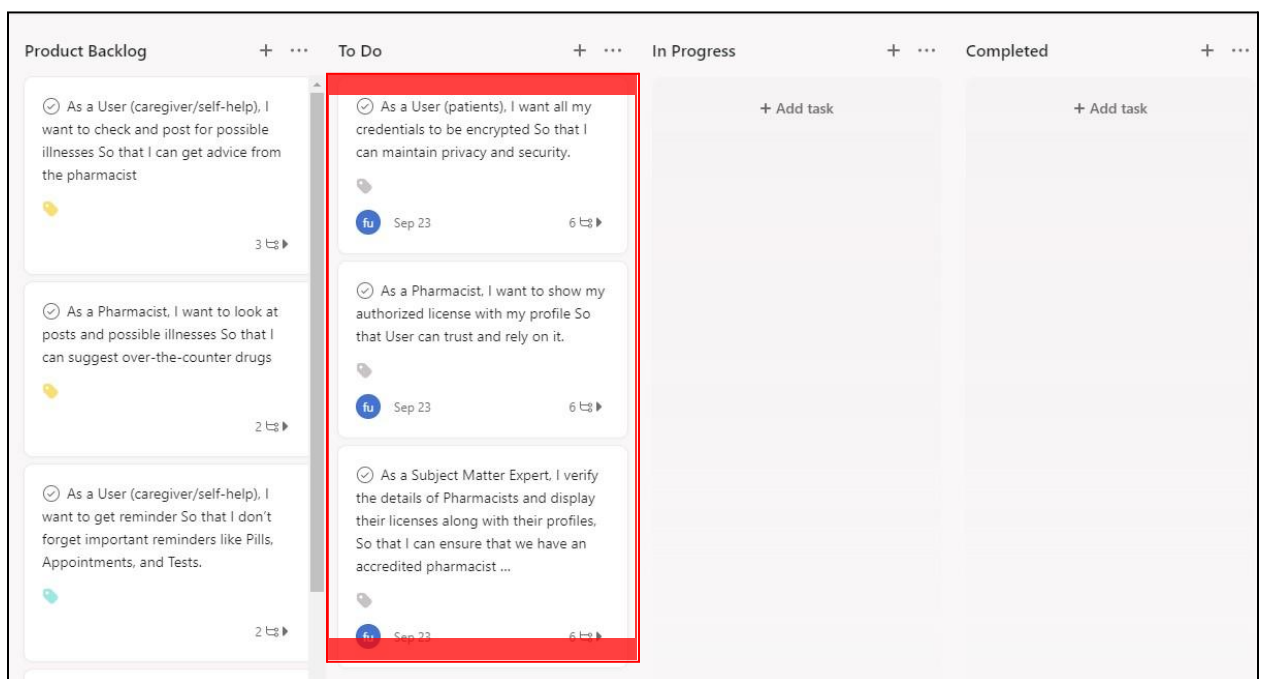 Product Backlog + ...
As a User (caregiver/self-help), I
want to check and post for possible
illnesses So that I can get advice from
the pharmacist
3
As a Pharmacist, I want to look at
posts and possible illnesses So that I
can suggest over-the-counter drugs
2
As a User (caregiver/self-help), I
want to get reminder So that I don't
forget important reminders like Pills,
Appointments, and Tests.
2
To Do + ...
As a User (patients), I want all my
credentials to be encrypted So that I
can maintain privacy and security.
fu Sep 23 6
As a Pharmacist, I want to show my
authorized license with my profile So
that User can trust and rely on it.
fu Sep 23 6
As a Subject Matter Expert, I verify
the details of Pharmacists and display
their licenses along with their profiles,
So that I can ensure that we have an
accredited pharmacist ...
fu Sep 23 6
In Progress + ...
+ Add task
Completed + ...
+ Add task